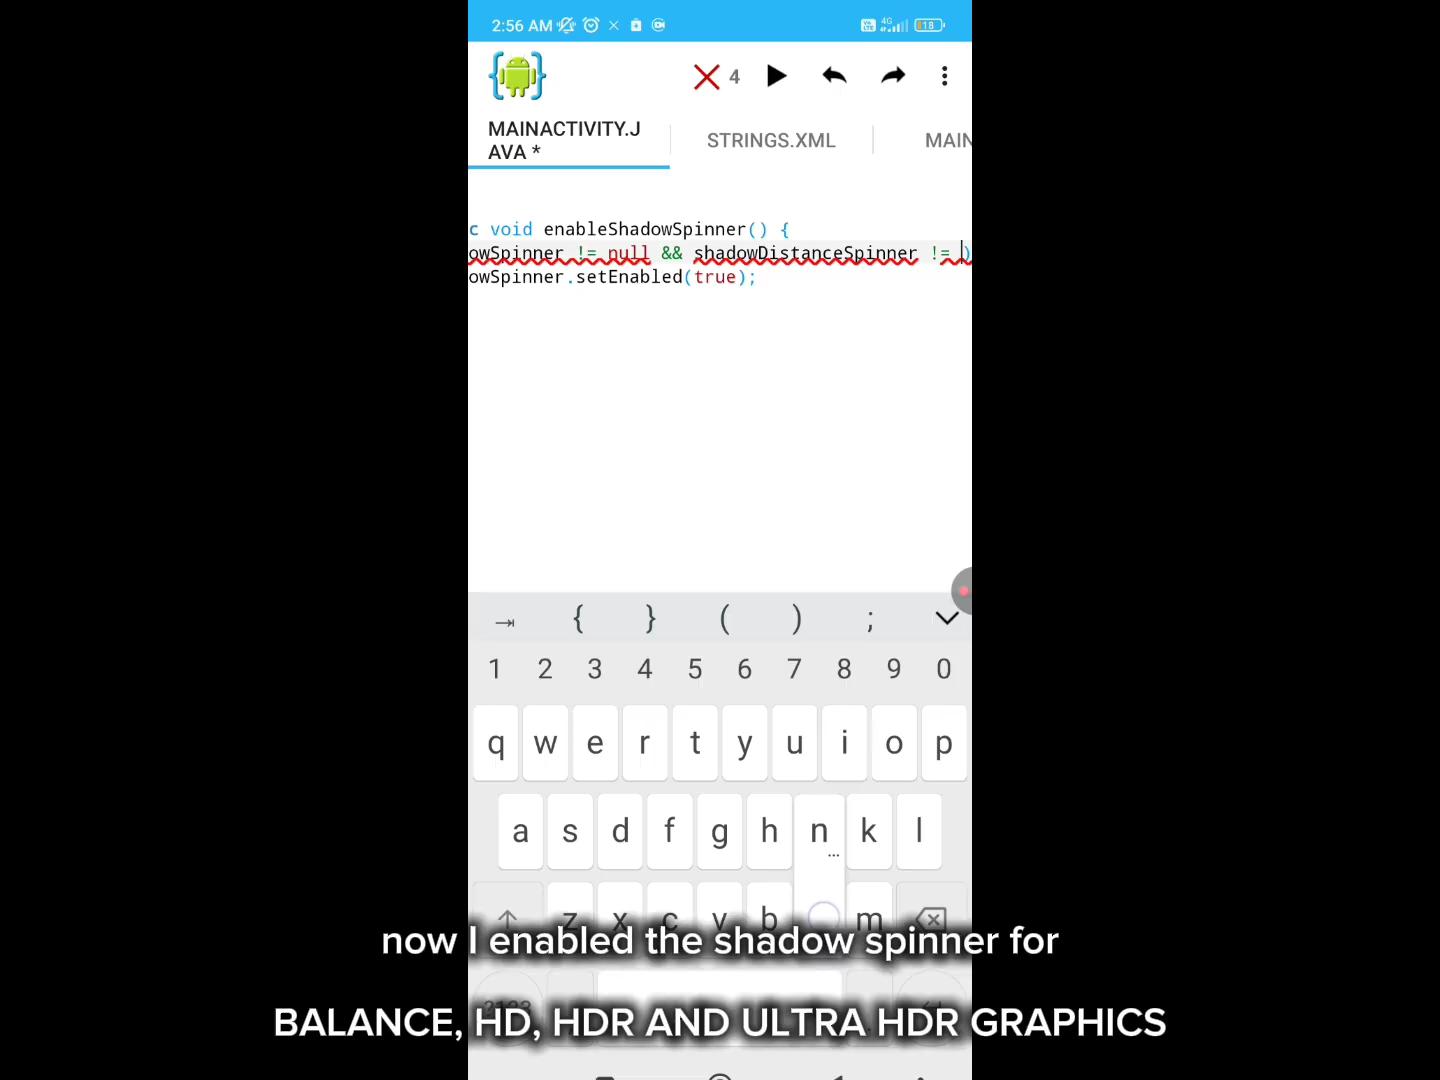 2:56 AM
4G
18
4
MAINACTIVITY.J
AVA *
STRINGS.XML
MAIN
c void enableShadowSpinner() {
owSpinner != null && shadowDistanceSpinner != )
owSpinner.setEnabled(true);
{ } ( ) ;
1 2 3 4 5 6 7 8 9 0
q w e r t y u i o p
a s d f g h n k l
z x c v b m
now I enabled the shadow spinner for
BALANCE, HD, HDR AND ULTRA HDR GRAPHICS